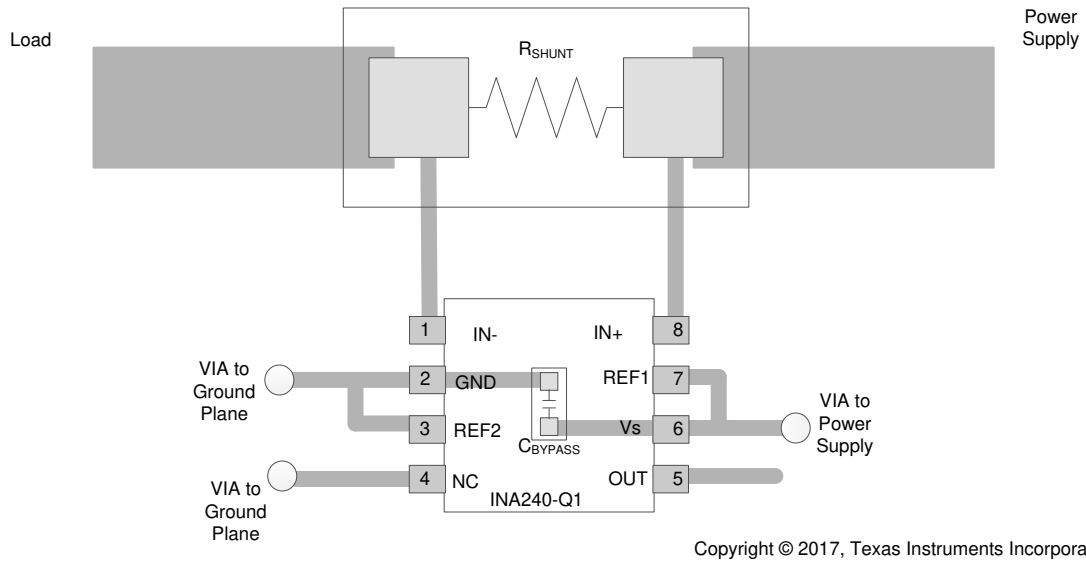 Load
Power
Supply
RSHUNT
1
IN-
IN+
8
VIA to
Ground
Plane
2
GND
REF1
7
VIA to
Power
Supply
3
REF2
Vs
6
CBYPASS
VIA to
Ground
Plane
4
NC
OUT
5
INA240-Q1
Copyright © 2017, Texas Instruments Incorpora